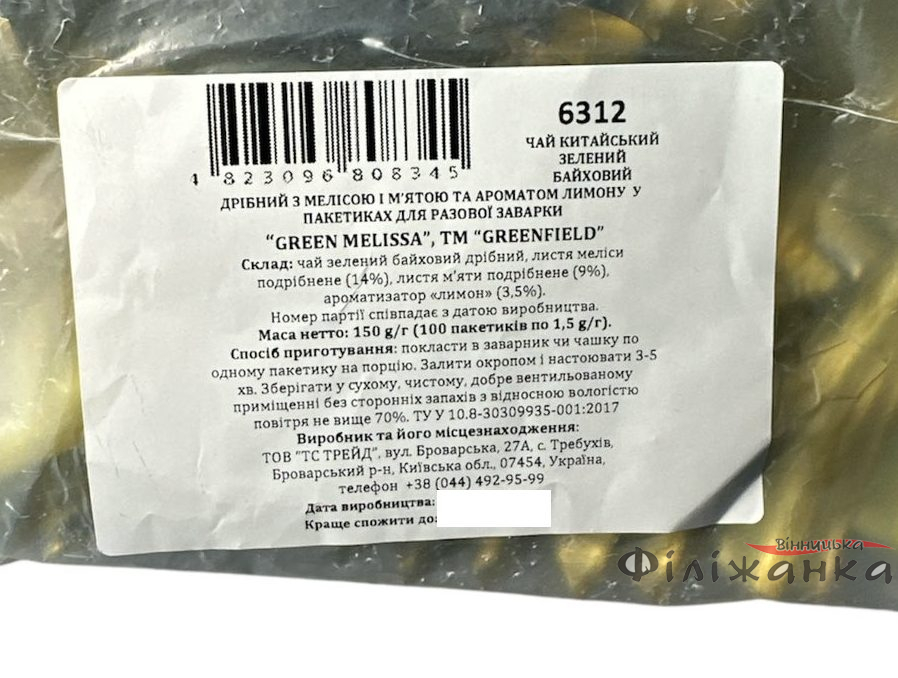 6312
ЧАЙ КИТАЙСЬКИЙ
ЗЕЛЕНИЙ
БАЙХОВИЙ
4 823096 808345
ДРІБНИЙ З МЕЛІСОЮ І М'ЯТОЮ ТА АРОМАТОМ ЛИМОНУ У
ПАКЕТИКАХ ДЛЯ РАЗОВОЇ ЗАВАРКИ
"GREEN MELISSA", ТМ "GREENFIELD"
Склад: чай зелений байховий дрібний, листя меліси
подрібнене (14%), листя м'яти подрібнене (9%),
ароматизатор «лимон» (3,5%).
Номер партії співпадає з датою виробництва.
Маса нетто: 150 g/г (100 пакетиків по 1,5 g/г).
Спосіб приготування: покласти в заварник чи чашку по
одному пакетику на порцію. Залити окропом і настоювати 3-5
хв. Зберігати у сухому, чистому, добре вентильованому
приміщенні без сторонніх запахів з відносною вологістю
повітря не вище 70%. ТУ У 10.8-30309935-001:2017
Виробник та його місцезнаходження:
ТОВ "ТС ТРЕЙД", вул. Броварська, 27А, с. Требухів,
Броварський р-н, Київська обл., 07454, Україна,
телефон +38 (044) 492-95-99
Дата виробництва:
Краще спожити до:
Вінницька
Філіжанка